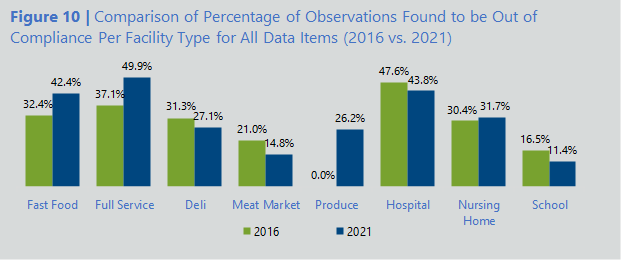 Figure 10 | Comparison of Percentage of Observations Found to be Out of
Compliance Per Facility Type for All Data Items (2016 vs. 2021)
32.4% 42.4% 37.1% 49.9% 31.3% 27.1% 21.0% 14.8% 0.0% 26.2% 47.6% 43.8% 30.4% 31.7% 16.5% 11.4%
Fast Food Full Service Deli Meat Market Produce Hospital Nursing School
Home
2016 2021